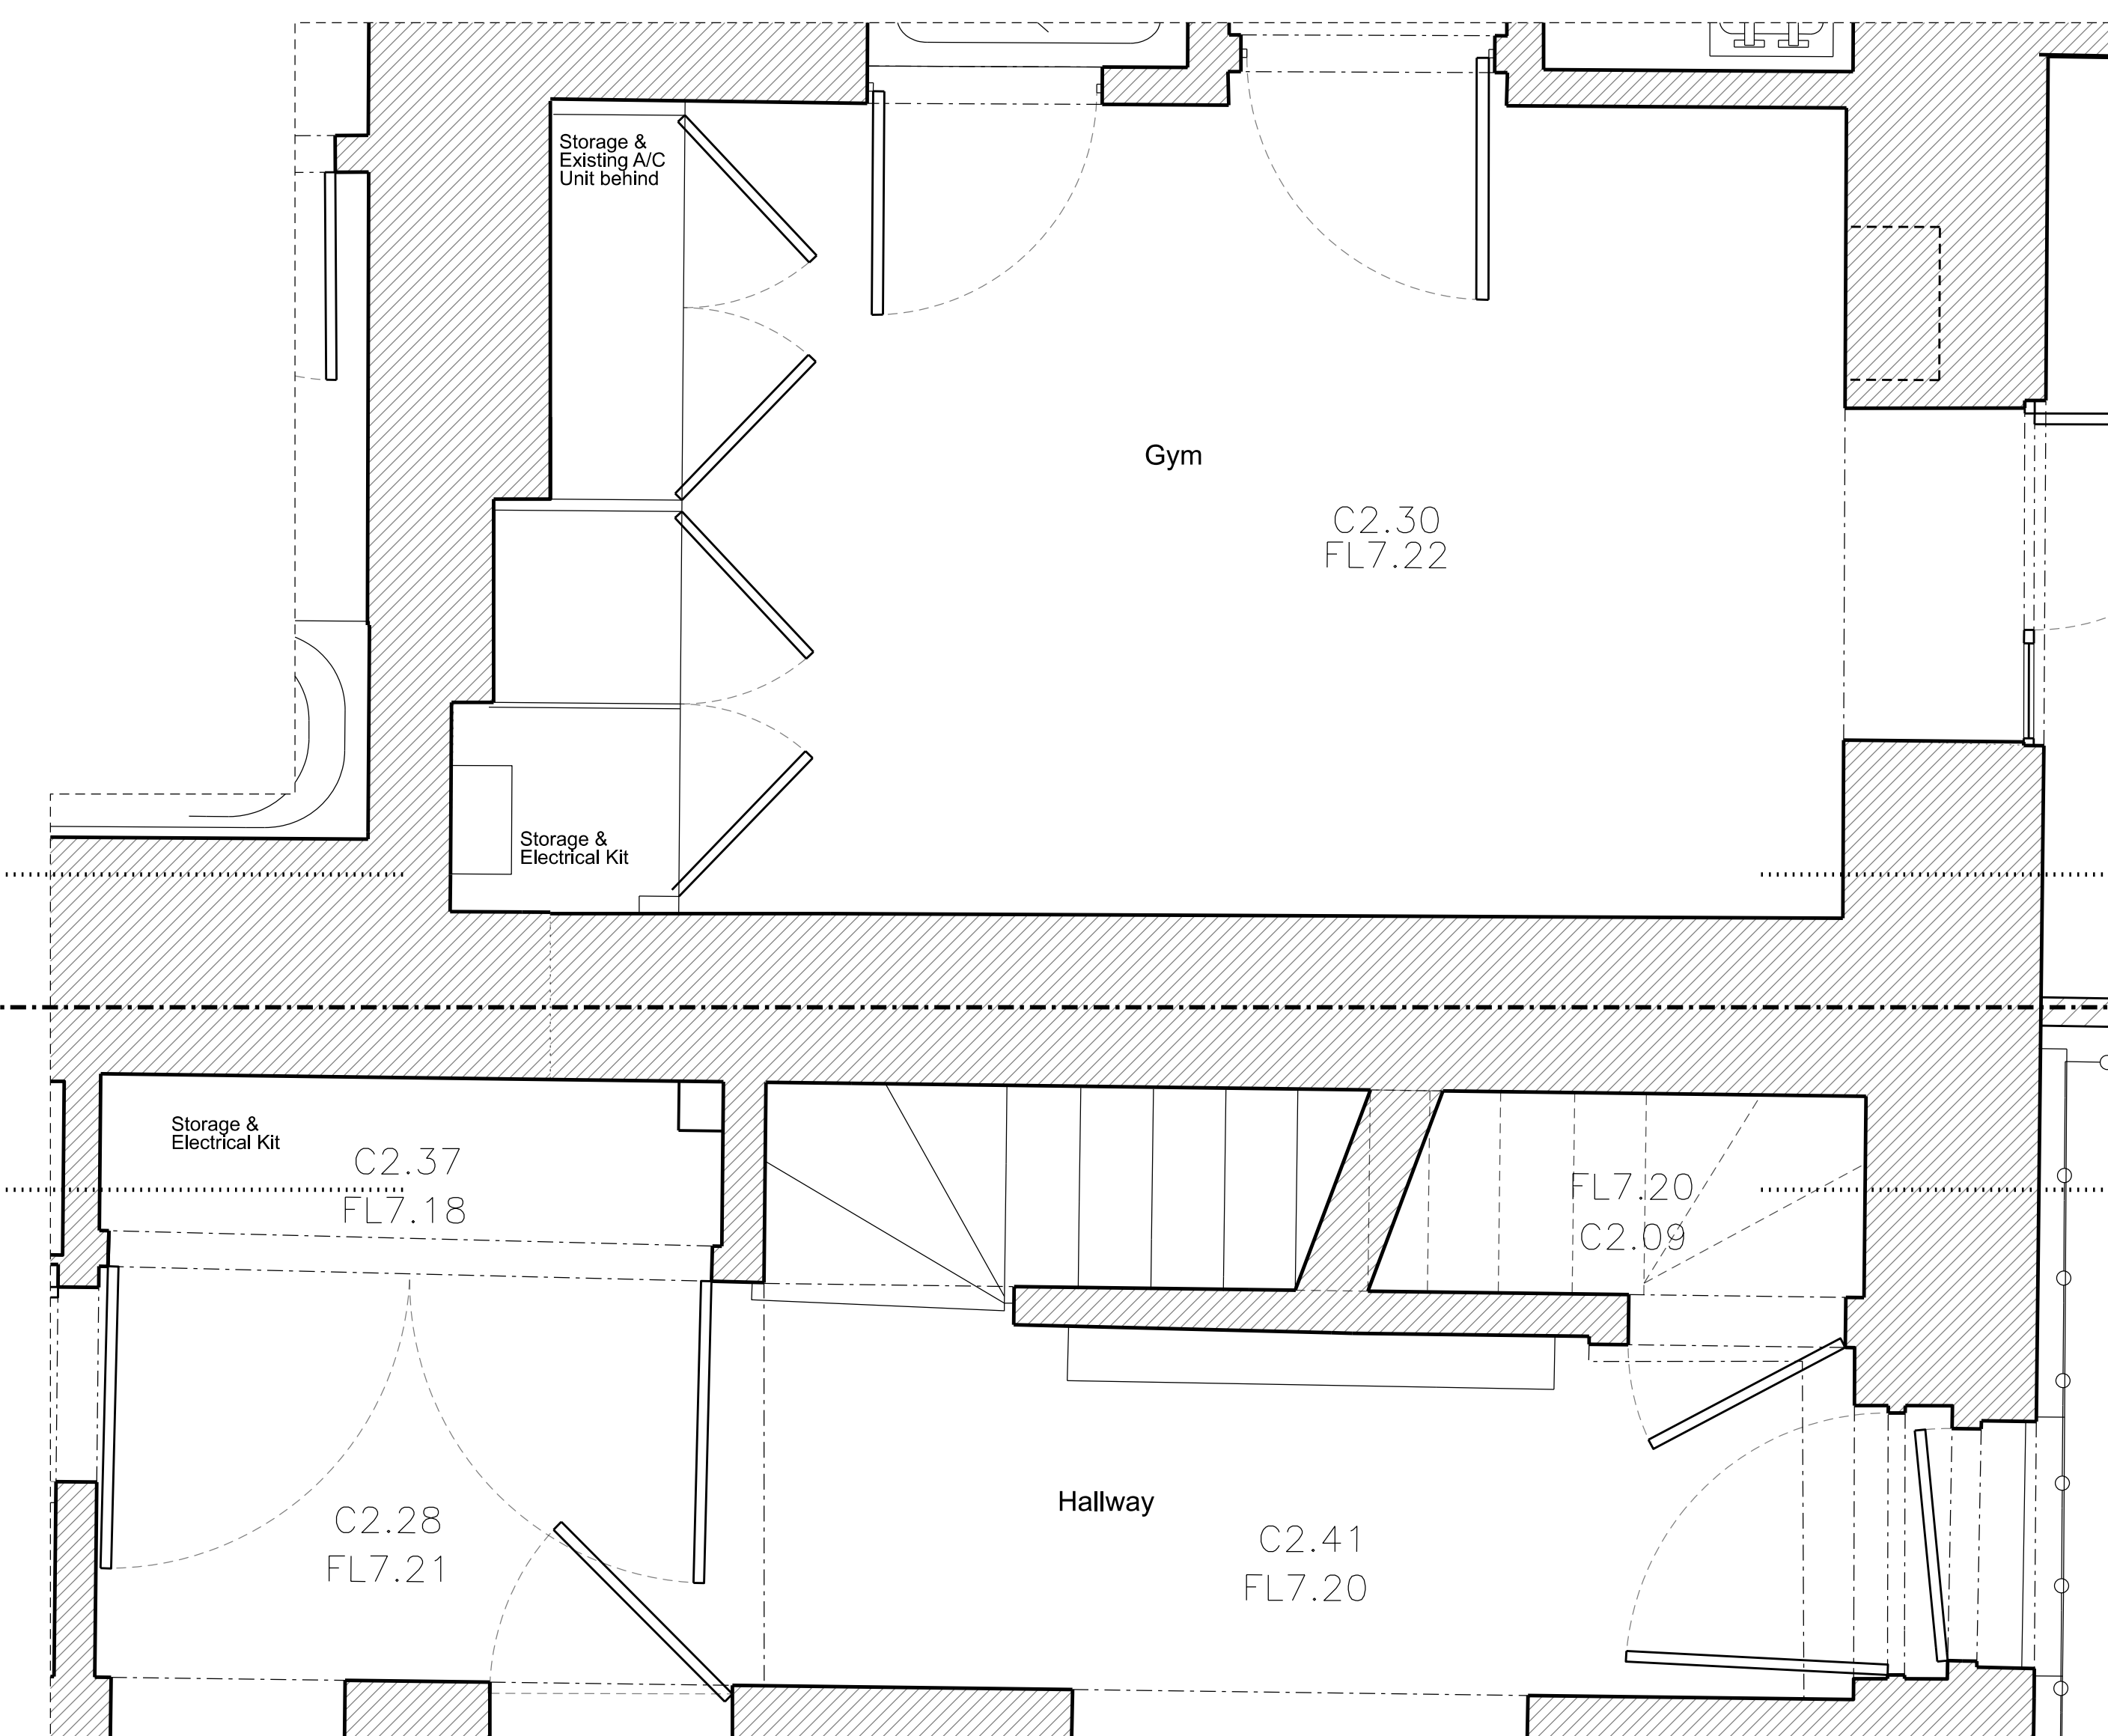 Storage &
Existing A/C
Unit behind
Gym
C2.30
FL7.22
Storage &
Electrical Kit
Storage &
Electrical Kit
C2.37
FL7.18
FL7.20
C2.09
Hallway
C2.28
FL7.21
C2.41
FL7.20